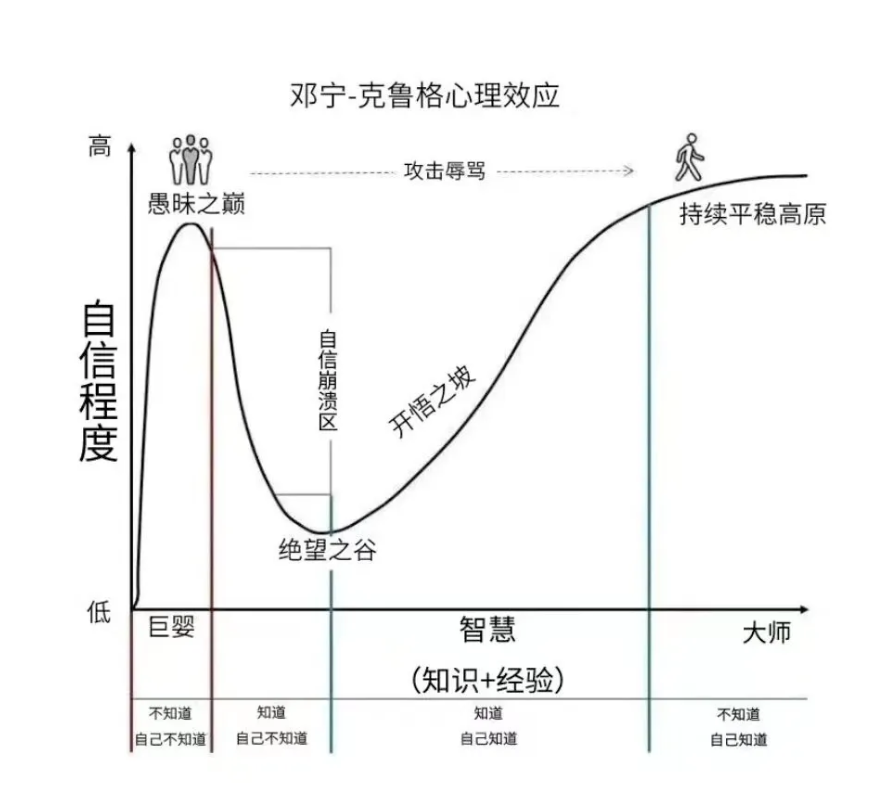 邓宁-克鲁格心理效应
高
攻击辱骂
愚昧之巅
持续平稳高原
自信程度
自信崩溃区
开悟之坡
绝望之谷
低
巨婴
智慧
大师
（知识+经验）
不知道
自己不知道
知道
自己不知道
知道
自己知道
不知道
自己知道